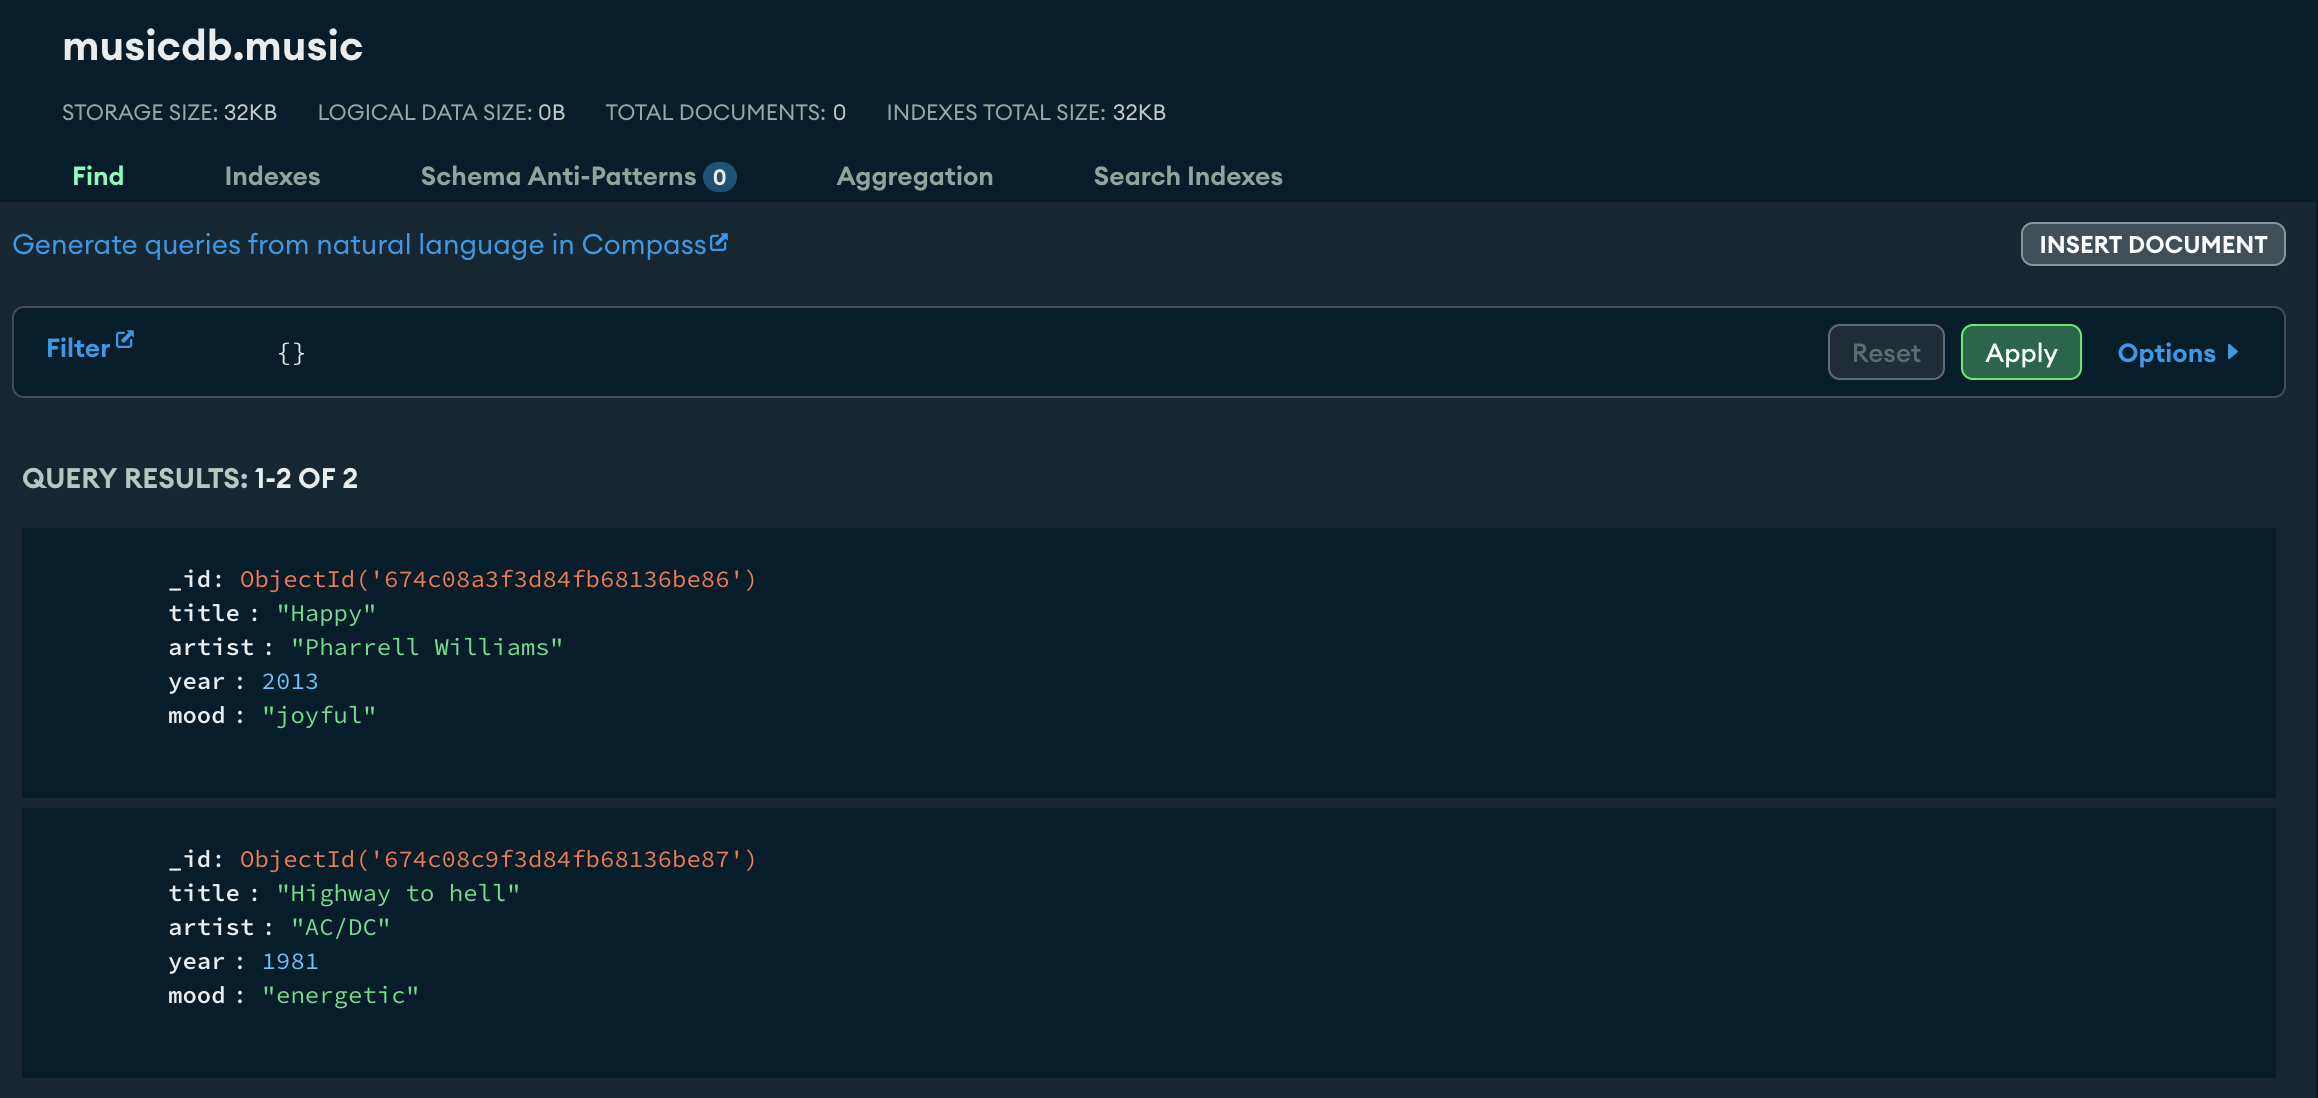 musicdb.music
STORAGE SIZE: 32KB LOGICAL DATA SIZE: 0B TOTAL DOCUMENTS: 0 INDEXES TOTAL SIZE: 32KB
Find Indexes Schema Anti-Patterns 0 Aggregation Search Indexes
Generate queries from natural language in Compass INSERT DOCUMENT
Filter {} Reset Apply Options
QUERY RESULTS: 1-2 OF 2
_id: ObjectId('674c08a3f3d84fb68136be86')
title : "Happy"
artist : "Pharrell Williams"
year : 2013
mood : "joyful"
_id: ObjectId('674c08c9f3d84fb68136be87')
title : "Highway to hell"
artist : "AC/DC"
year : 1981
mood : "energetic"